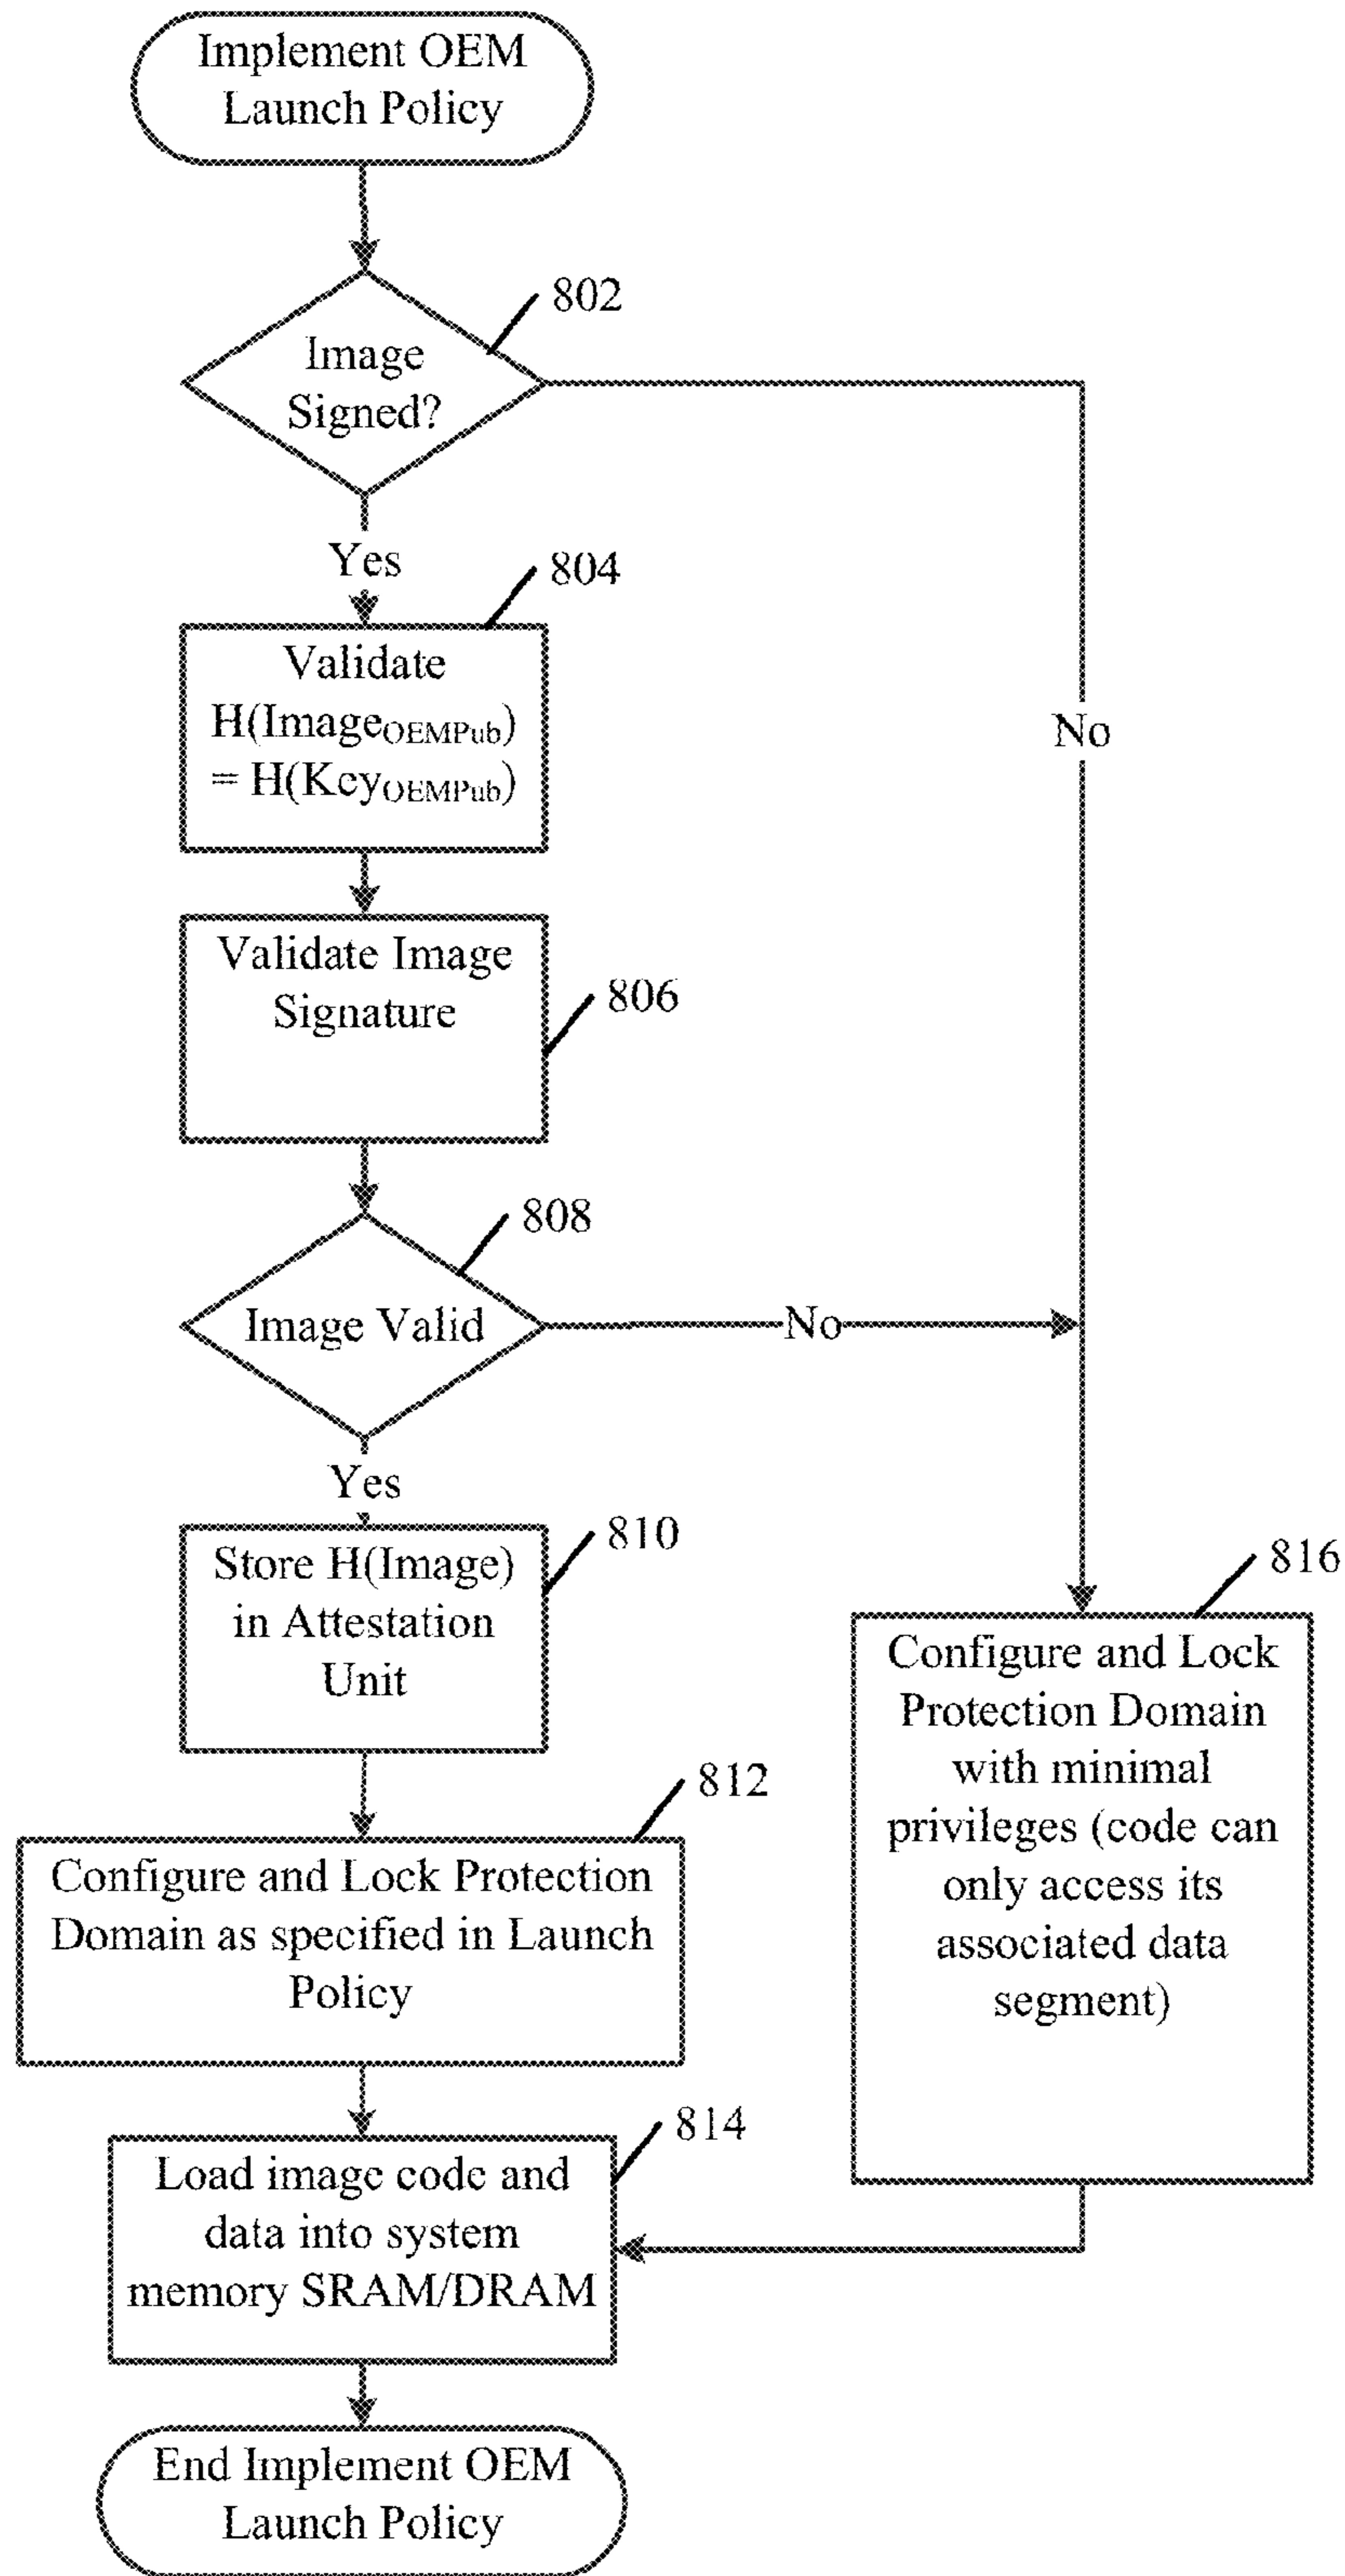 Implement OEM
Launch Policy
802
Image
Signed?
Yes
No
804
Validate
H(Image_OEMPub)
= H(Key_OEMPub)
Validate Image
Signature
806
808
Image Valid
No
Yes
810
Store H(Image)
in Attestation
Unit
816
Configure and Lock
Protection Domain
with minimal
privileges (code can
only access its
associated data
segment)
812
Configure and Lock Protection
Domain as specified in Launch
Policy
814
Load image code and
data into system
memory SRAM/DRAM
End Implement OEM
Launch Policy